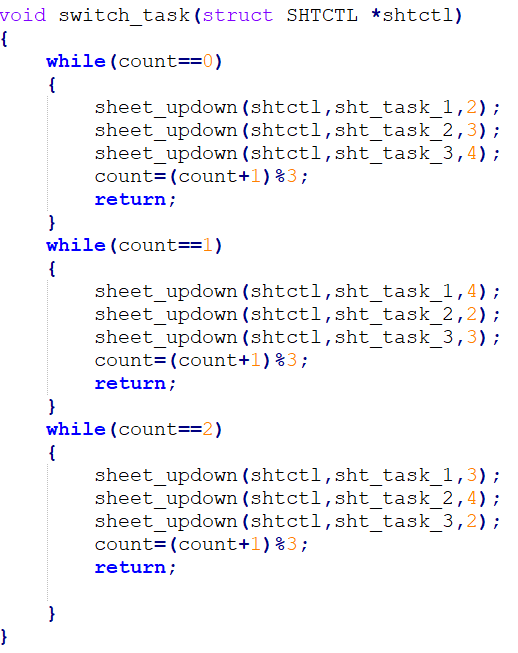 void switch_task(struct SHTCTL *shtctl)
{
    while(count==0)
    {
        sheet_updown(shtctl,sht_task_1,2);
        sheet_updown(shtctl,sht_task_2,3);
        sheet_updown(shtctl,sht_task_3,4);
        count=(count+1)%3;
        return;
    }
    while(count==1)
    {
        sheet_updown(shtctl,sht_task_1,4);
        sheet_updown(shtctl,sht_task_2,2);
        sheet_updown(shtctl,sht_task_3,3);
        count=(count+1)%3;
        return;
    }
    while(count==2)
    {
        sheet_updown(shtctl,sht_task_1,3);
        sheet_updown(shtctl,sht_task_2,4);
        sheet_updown(shtctl,sht_task_3,2);
        count=(count+1)%3;
        return;

    }
}